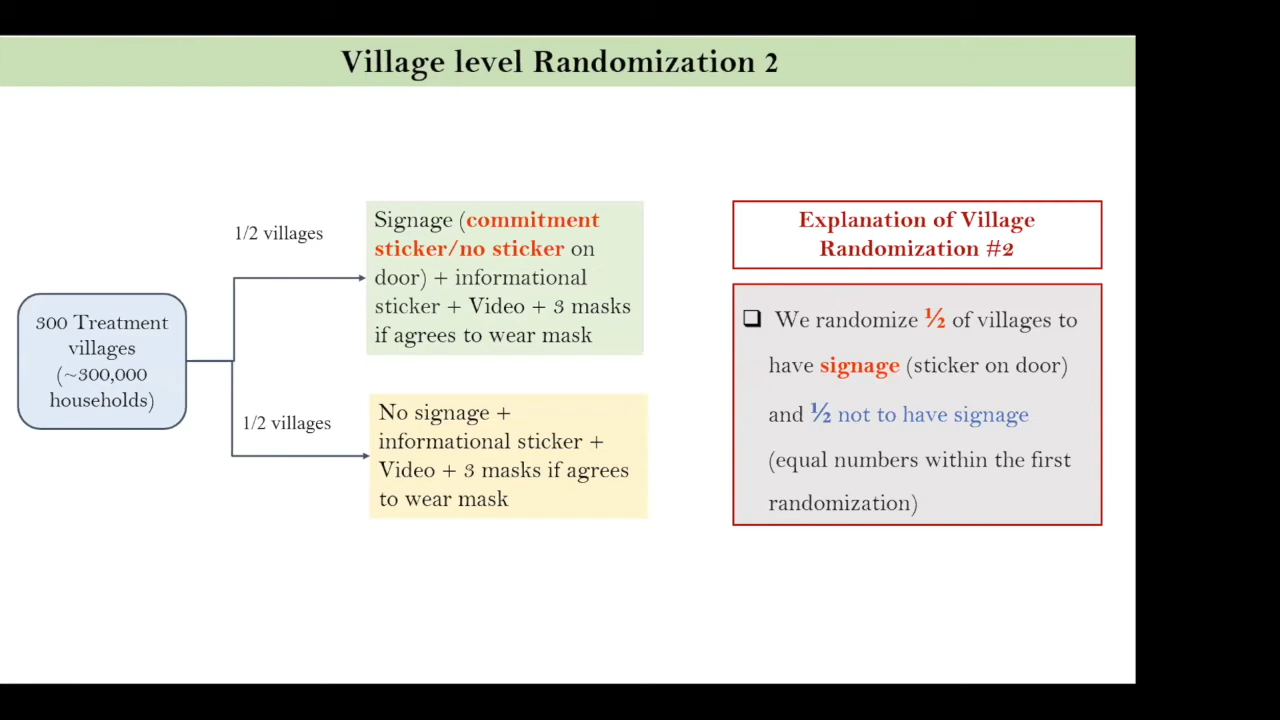 Village level Randomization 2
1/2 villages
Signage (commitment
sticker/no sticker on
door) + informational
sticker + Video + 3 masks
if agrees to wear mask
300 Treatment
villages
(~300,000
households)
1/2 villages
No signage +
informational sticker +
Video + 3 masks if agrees
to wear mask
Explanation of Village
Randomization #2
❑ We randomize ½ of villages to
have signage (sticker on door)
and ½ not to have signage
(equal numbers within the first
randomization)